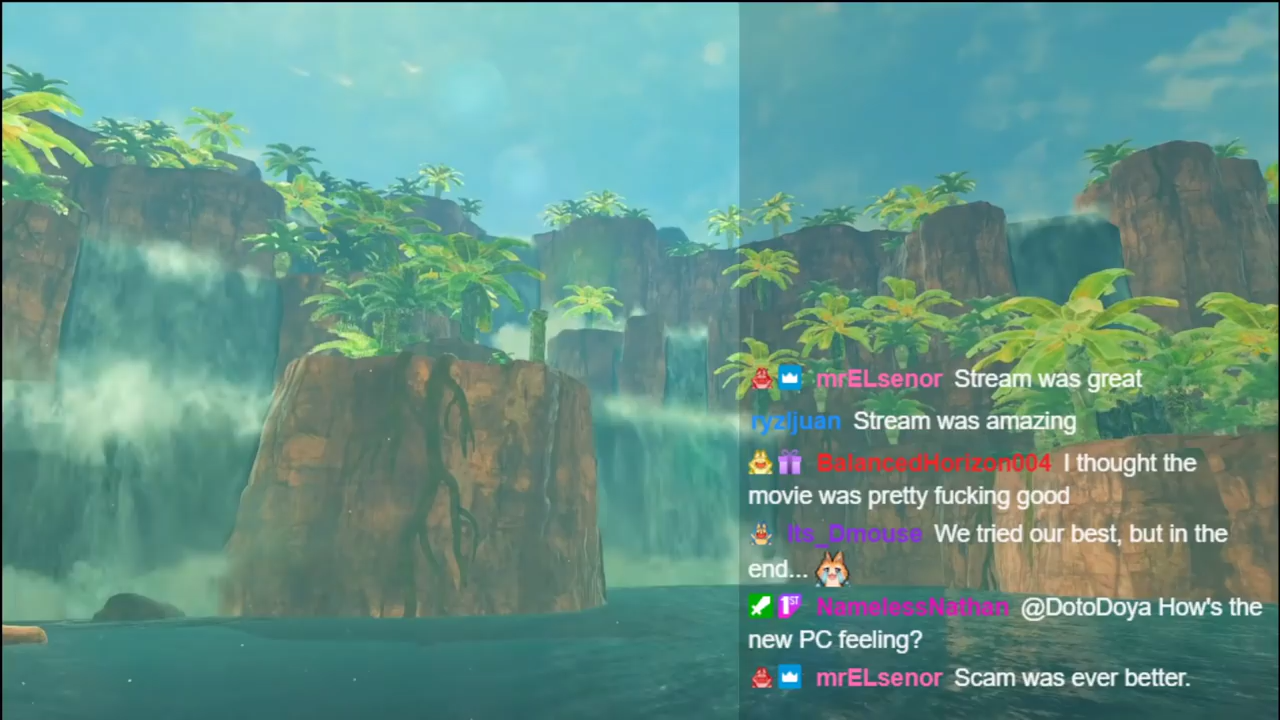 mrELsenor Stream was great
ryzljuan Stream was amazing
BalancedHorizon004 I thought the
movie was pretty fucking good
Its_Dmouse We tried our best, but in the
end...
1ST NamelessNathan @DotoDoya How's the
new PC feeling?
mrELsenor Scam was ever better.